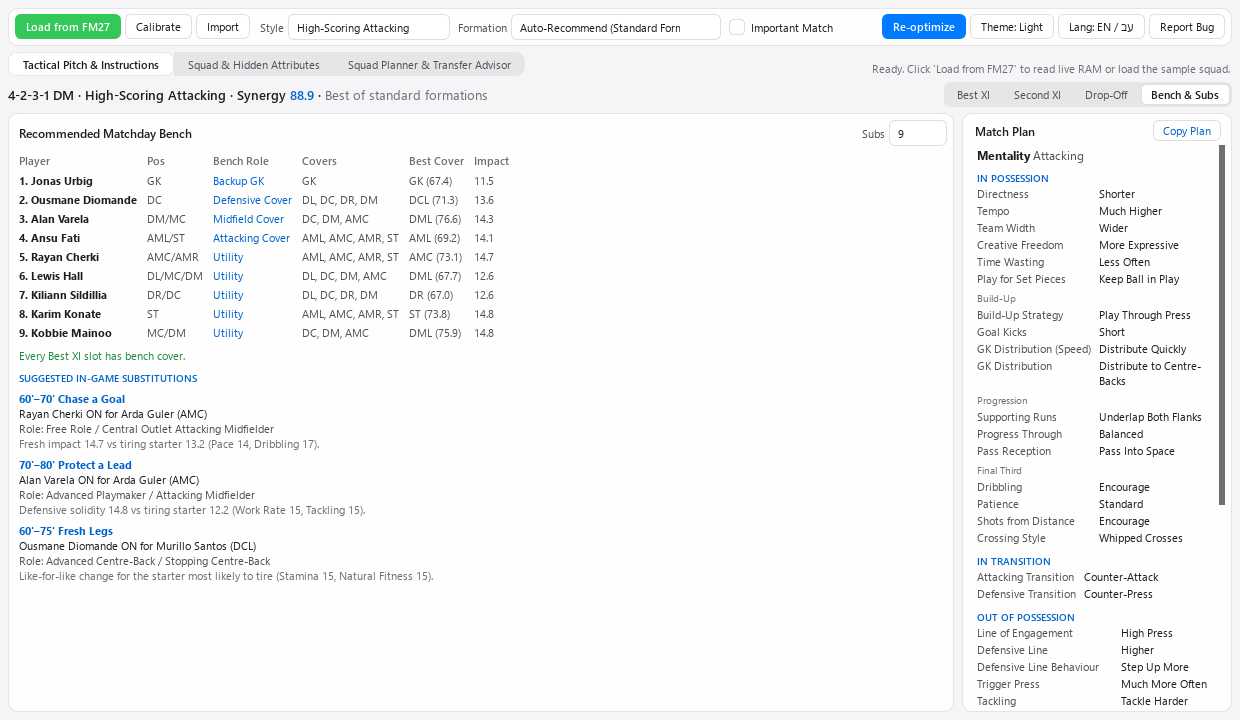 Load from FM27 Calibrate Import Style High-Scoring Attacking Formation Auto-Recommend (Standard Forn Important Match Re-optimize Theme: Light Lang: EN / עב Report Bug
Tactical Pitch & Instructions Squad & Hidden Attributes Squad Planner & Transfer Advisor
Ready. Click 'Load from FM27' to read live RAM or load the sample squad.
4-2-3-1 DM · High-Scoring Attacking · Synergy 88.9 · Best of standard formations
Best XI Second XI Drop-Off Bench & Subs
Recommended Matchday Bench
Subs 9
Player Pos Bench Role Covers Best Cover Impact
1. Jonas Urbig GK Backup GK GK GK (67.4) 11.5
2. Ousmane Diomande DC Defensive Cover DL, DC, DR, DM DCL (71.3) 13.6
3. Alan Varela DM/MC Midfield Cover DC, DM, AMC DML (76.6) 14.3
4. Ansu Fati AML/ST Attacking Cover AML, AMC, AMR, ST AML (69.2) 14.1
5. Rayan Cherki AMC/AMR Utility AML, AMC, AMR, ST AMC (73.1) 14.7
6. Lewis Hall DL/MC/DM Utility DL, DC, DM, AMC DML (67.7) 12.6
7. Kiliann Sildillia DR/DC Utility DL, DC, DR, DM DR (67.0) 12.6
8. Karim Konate ST Utility AML, AMC, AMR, ST ST (73.8) 14.8
9. Kobbie Mainoo MC/DM Utility DC, DM, AMC DML (75.9) 14.8
Every Best XI slot has bench cover.
SUGGESTED IN-GAME SUBSTITUTIONS
60'–70' Chase a Goal
Rayan Cherki ON for Arda Guler (AMC)
Role: Free Role / Central Outlet Attacking Midfielder
Fresh impact 14.7 vs tiring starter 13.2 (Pace 14, Dribbling 17).
70'–80' Protect a Lead
Alan Varela ON for Arda Guler (AMC)
Role: Advanced Playmaker / Attacking Midfielder
Defensive solidity 14.8 vs tiring starter 12.2 (Work Rate 15, Tackling 15).
60'–75' Fresh Legs
Ousmane Diomande ON for Murillo Santos (DCL)
Role: Advanced Centre-Back / Stopping Centre-Back
Like-for-like change for the starter most likely to tire (Stamina 15, Natural Fitness 15).
Match Plan Copy Plan
Mentality Attacking
IN POSSESSION
Directness Shorter
Tempo Much Higher
Team Width Wider
Creative Freedom More Expressive
Time Wasting Less Often
Play for Set Pieces Keep Ball in Play
Build-Up
Build-Up Strategy Play Through Press
Goal Kicks Short
GK Distribution (Speed) Distribute Quickly
GK Distribution Distribute to Centre-
Backs
Progression
Supporting Runs Underlap Both Flanks
Progress Through Balanced
Pass Reception Pass Into Space
Final Third
Dribbling Encourage
Patience Standard
Shots from Distance Encourage
Crossing Style Whipped Crosses
IN TRANSITION
Attacking Transition Counter-Attack
Defensive Transition Counter-Press
OUT OF POSSESSION
Line of Engagement High Press
Defensive Line Higher
Defensive Line Behaviour Step Up More
Trigger Press Much More Often
Tackling Tackle Harder